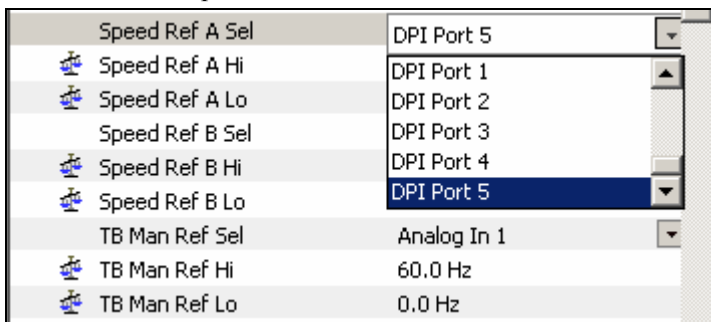 Speed Ref A Sel DPI Port 5
Speed Ref A Hi DPI Port 1
Speed Ref A Lo DPI Port 2
Speed Ref B Sel DPI Port 3
Speed Ref B Hi DPI Port 4
Speed Ref B Lo DPI Port 5
TB Man Ref Sel Analog In 1
TB Man Ref Hi 60.0 Hz
TB Man Ref Lo 0.0 Hz